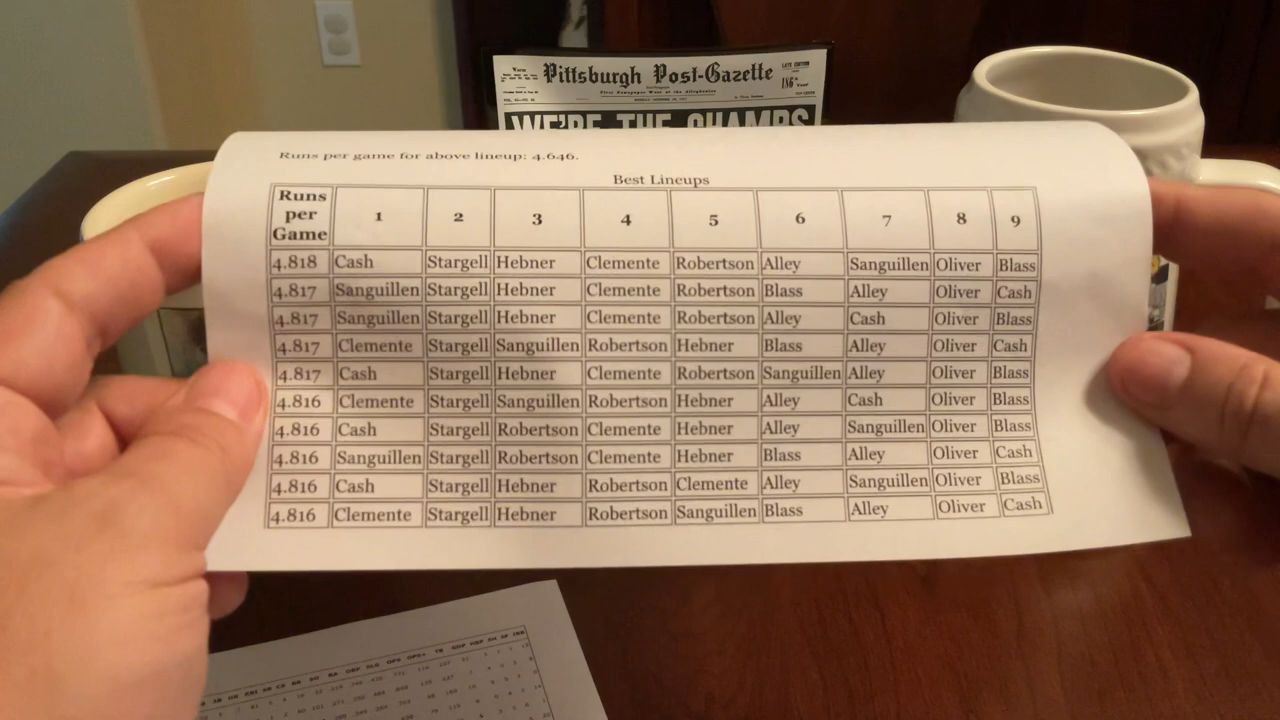 Pittsburgh Post-Gazette
WE'RE THE CHAMPS
Runs per game for above lineup: 4.646.
Best Lineups
Runs per Game 1 2 3 4 5 6 7 8 9
4.818 Cash Stargell Hebner Clemente Robertson Alley Sanguillen Oliver Blass
4.817 Sanguillen Stargell Hebner Clemente Robertson Blass Alley Oliver Cash
4.817 Sanguillen Stargell Hebner Clemente Robertson Alley Cash Oliver Blass
4.817 Clemente Stargell Sanguillen Robertson Hebner Blass Alley Oliver Cash
4.817 Cash Stargell Hebner Clemente Robertson Sanguillen Alley Oliver Blass
4.816 Clemente Stargell Sanguillen Robertson Hebner Alley Cash Oliver Blass
4.816 Cash Stargell Robertson Clemente Hebner Alley Sanguillen Oliver Blass
4.816 Sanguillen Stargell Robertson Clemente Hebner Blass Alley Oliver Cash
4.816 Cash Stargell Hebner Robertson Clemente Alley Sanguillen Oliver Blass
4.816 Clemente Stargell Hebner Robertson Sanguillen Blass Alley Oliver Cash